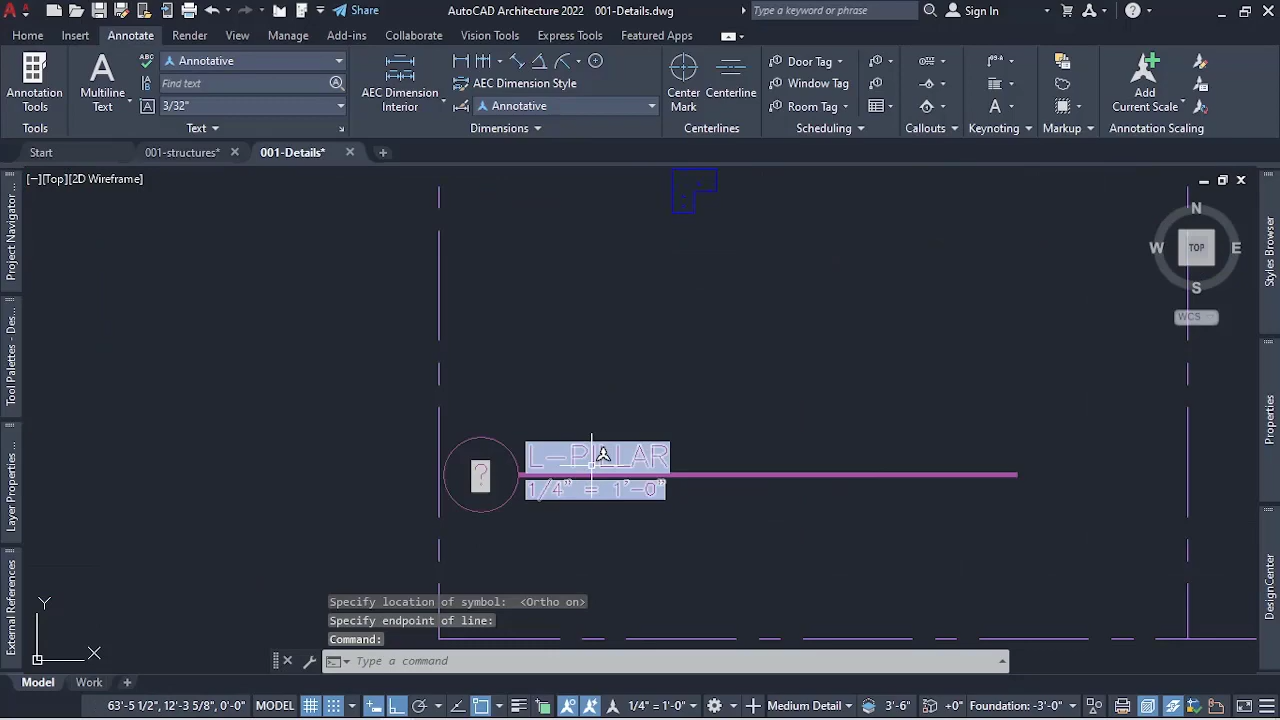 Share
AutoCAD Architecture 2022
001-Details.dwg
Type a keyword or phrase
Sign In
Home
Insert
Annotate
Render
View
Manage
Add-ins
Collaborate
Vision Tools
Express Tools
Featured Apps
Annotation
Tools
Tools
Multiline
Text
ABC
Annotative
Find text
3/32"
Text
AEC Dimension
Interior
AEC Dimension Style
Annotative
Dimensions
Center
Mark
Centerline
Centerlines
Door Tag
Window Tag
Room Tag
Scheduling
Callouts
Keynoting
Markup
Add
Current Scale
Annotation Scaling
Start
001-structures*
001-Details*
[−][Top][2D Wireframe]
Project Navigator...
Tool Palettes - Des...
Layer Properties ...
External References
Styles Browser
Properties
DesignCenter
N
W
TOP
E
S
WCS
?
L-PILLAR
1/4" = 1'-0"
Specify location of symbol:  <Ortho on>
Specify endpoint of line:
Command:
Type a command
Y
X
Model
Work
63'-5 1/2", 12'-3 5/8", 0'-0"
MODEL
1/4" = 1'-0"
Medium Detail
3'-6"
+0"
Foundation: -3'-0"